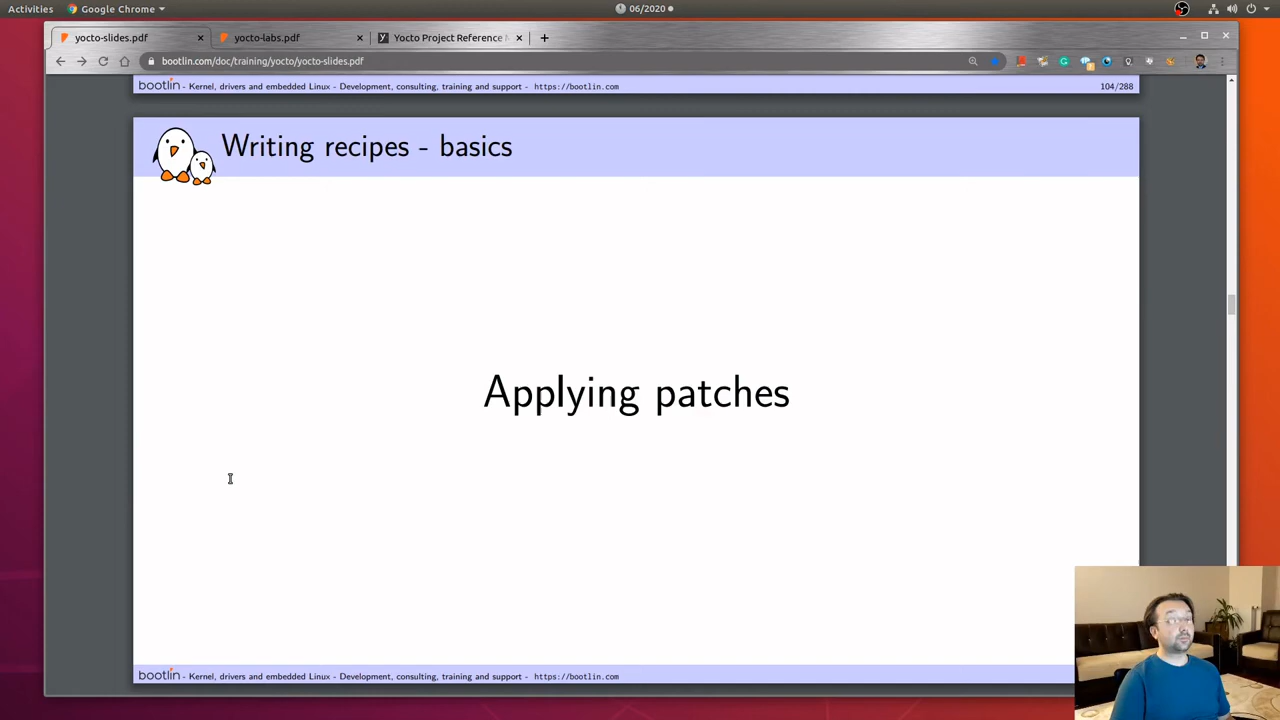 Activities Google Chrome 06/2020
yocto-slides.pdf yocto-labs.pdf Yocto Project Reference M
bootlin.com/doc/training/yocto/yocto-slides.pdf
bootlin - Kernel, drivers and embedded Linux - Development, consulting, training and support - https://bootlin.com 104/288
Writing recipes - basics
Applying patches
bootlin - Kernel, drivers and embedded Linux - Development, consulting, training and support - https://bootlin.com